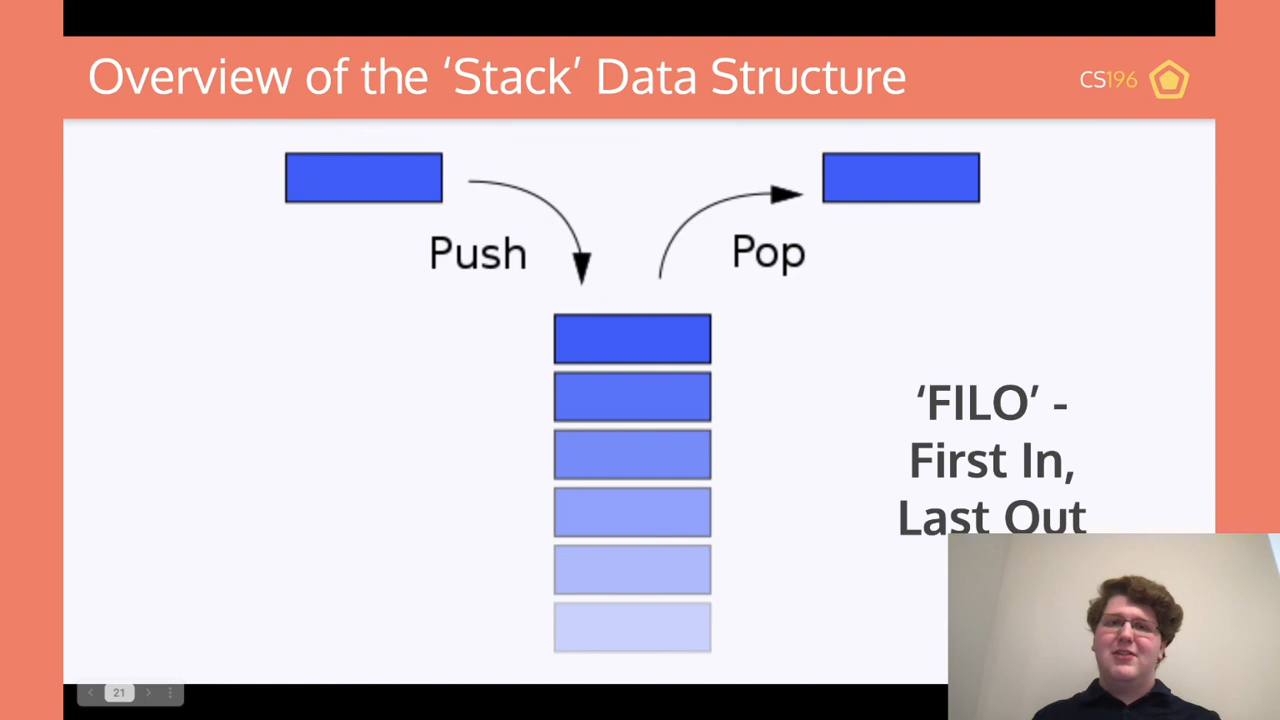 Overview of the ‘Stack’ Data Structure
CS196
Push
Pop
‘FILO’ -
First In,
Last Out
21